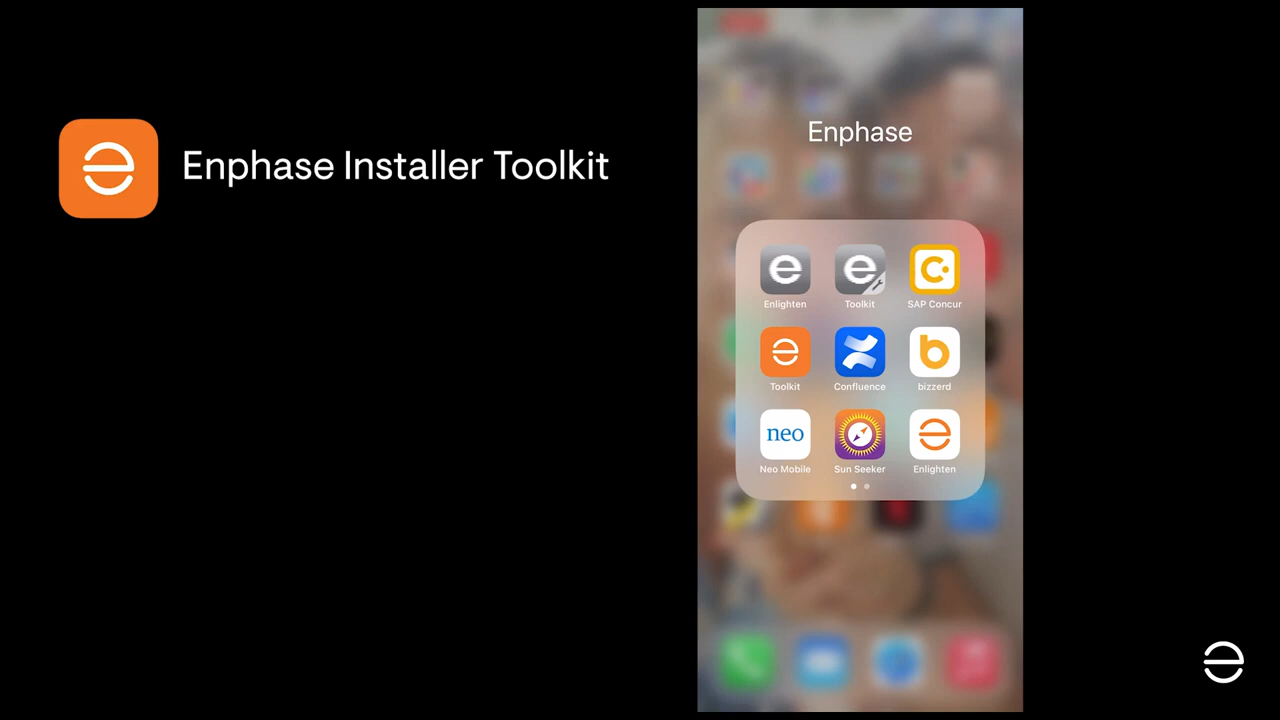 Enphase Installer Toolkit
Enphase
Enlighten
Toolkit
SAP Concur
Toolkit
Confluence
bizzerd
neo
Neo Mobile
Sun Seeker
Enlighten